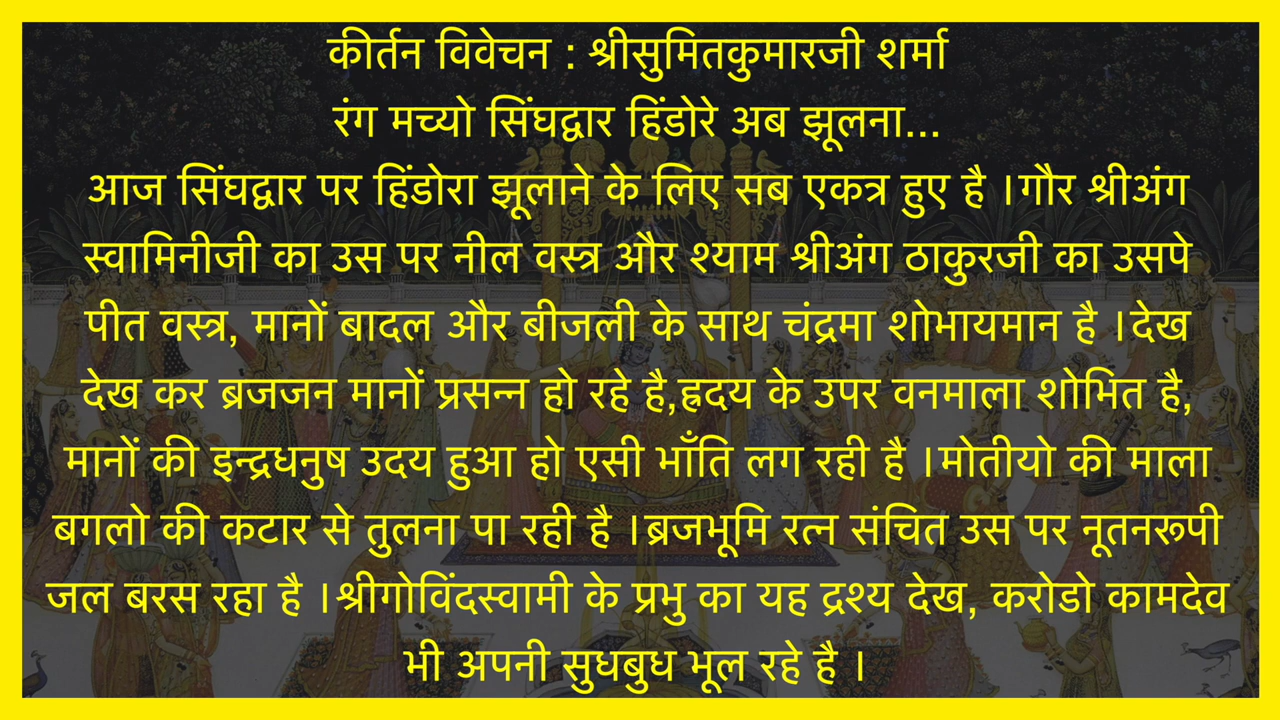 कीर्तन विवेचन : श्रीसुमितकुमारजी शर्मा
रंग मच्यो सिंघद्वार हिंडोरे अब झूलना...
आज सिंघद्वार पर हिंडोरा झूलाने के लिए सब एकत्र हुए है ।गौर श्रीअंग
स्वामिनीजी का उस पर नील वस्त्र और श्याम श्रीअंग ठाकुरजी का उसपे
पीत वस्त्र, मानों बादल और बीजली के साथ चंद्रमा शोभायमान है ।देख
देख कर ब्रजजन मानों प्रसन्न हो रहे है,ह्रदय के उपर वनमाला शोभित है,
मानों की इन्द्रधनुष उदय हुआ हो एसी भाँति लग रही है ।मोतीयो की माला
बगलो की कटार से तुलना पा रही है ।ब्रजभूमि रत्न संचित उस पर नूतनरूपी
जल बरस रहा है ।श्रीगोविंदस्वामी के प्रभु का यह द्रश्य देख, करोडो कामदेव
भी अपनी सुधबुध भूल रहे है ।